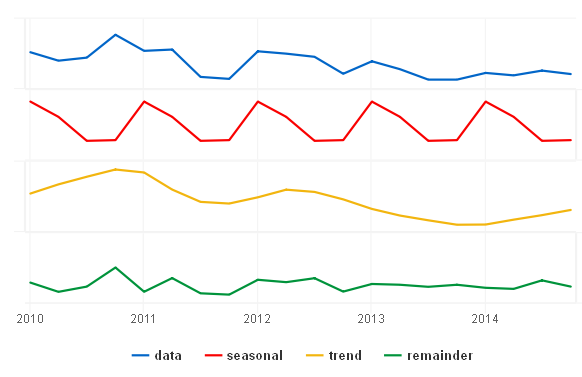 2010 2011 2012 2013 2014
data seasonal trend remainder